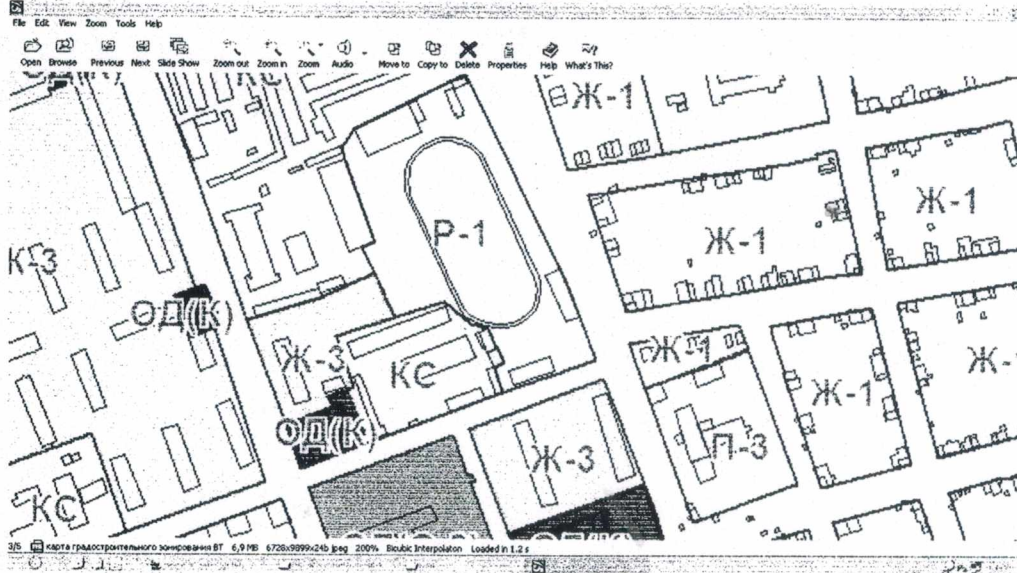 File Edit View Zoom Tools Help
Open Browse Previous Next Slide Show Zoom out Zoom in Zoom Audio Move to Copy to Delete Properties Help What's This?
ОД(К) КС Ж-1
Р-1 Ж-1 Ж-1
К-3
ОД(К)
Ж-3 КС Ж-1 Ж-1 Ж-
ОД(К) Ж-3 П-3
КС
3/5 карта градостроительного зонирования ВТ 6,9 MB 6728x9899x24b jpeg 200% Bicubic Interpolation Loaded in 1.2 s